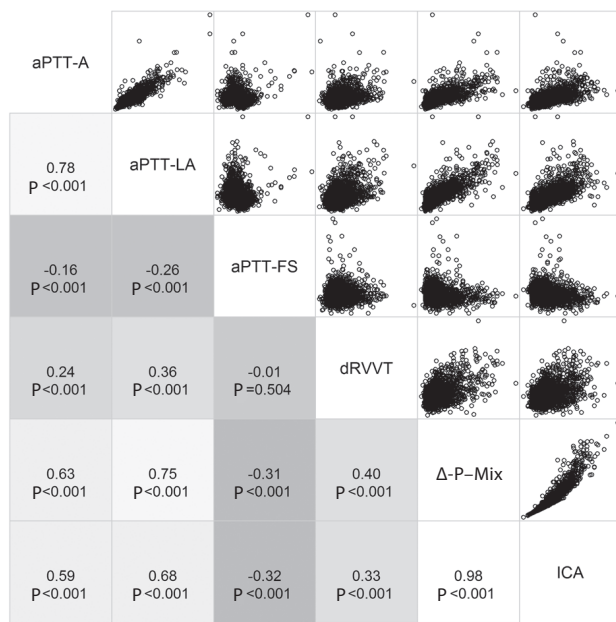 aPTT-A
0.78
P <0.001
aPTT-LA
-0.16
P<0.001
-0.26
P<0.001
aPTT-FS
0.24
P<0.001
0.36
P<0.001
-0.01
P =0.504
dRVVT
0.63
P<0.001
0.75
P<0.001
-0.31
P<0.001
0.40
P<0.001
Δ-P–Mix
0.59
P<0.001
0.68
P<0.001
-0.32
P<0.001
0.33
P<0.001
0.98
P <0.001
ICA